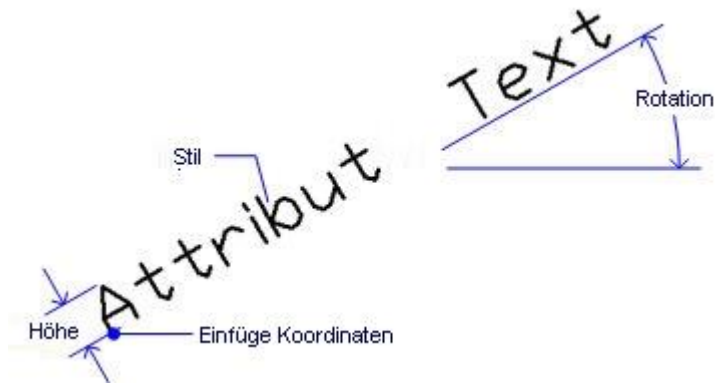 Text
Rotation
Stil
Attribut
Höhe
Einfüge Koordinaten